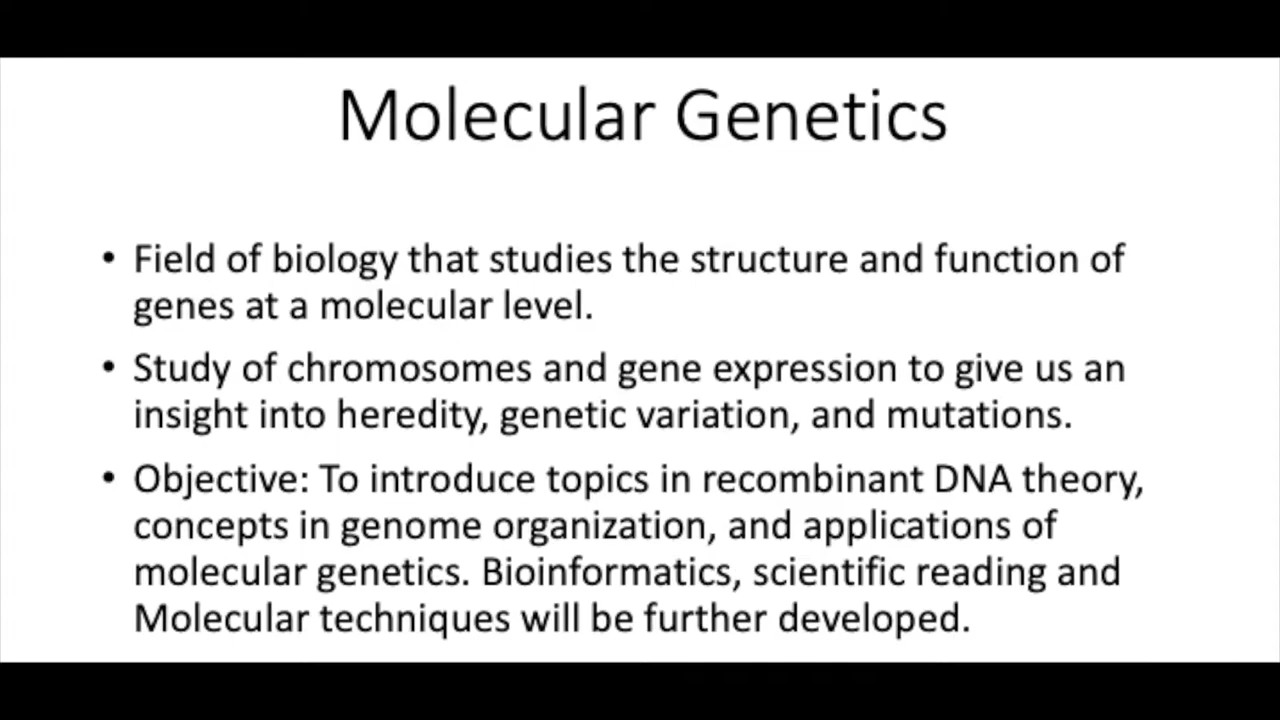 Molecular Genetics
• Field of biology that studies the structure and function of
genes at a molecular level.
• Study of chromosomes and gene expression to give us an
insight into heredity, genetic variation, and mutations.
• Objective: To introduce topics in recombinant DNA theory,
concepts in genome organization, and applications of
molecular genetics. Bioinformatics, scientific reading and
Molecular techniques will be further developed.